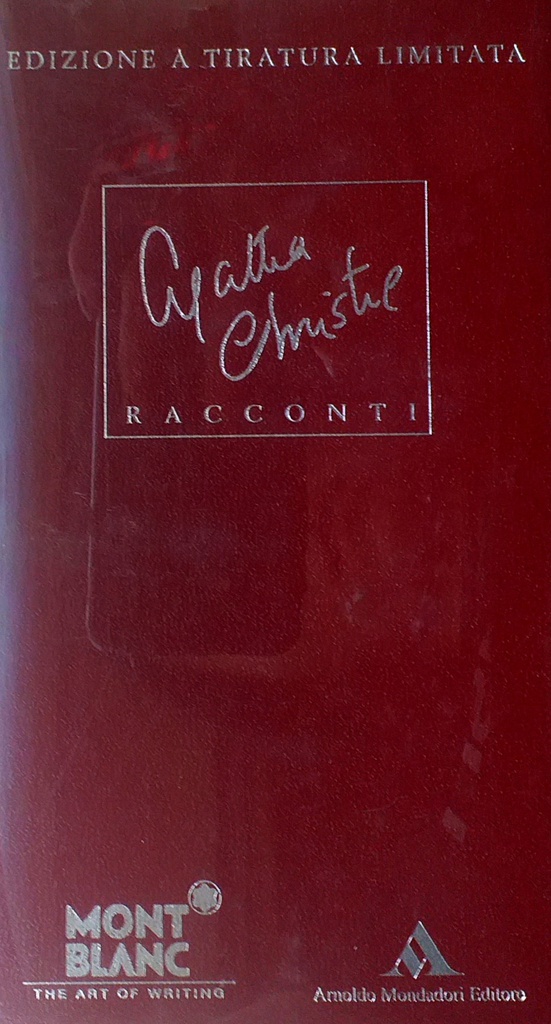 EDIZIONE A TIRATURA LIMITATA
Agatha
Christie
RACCONTI
MONT
BLANC
THE ART OF WRITING
Arnoldo Mondadori Editore